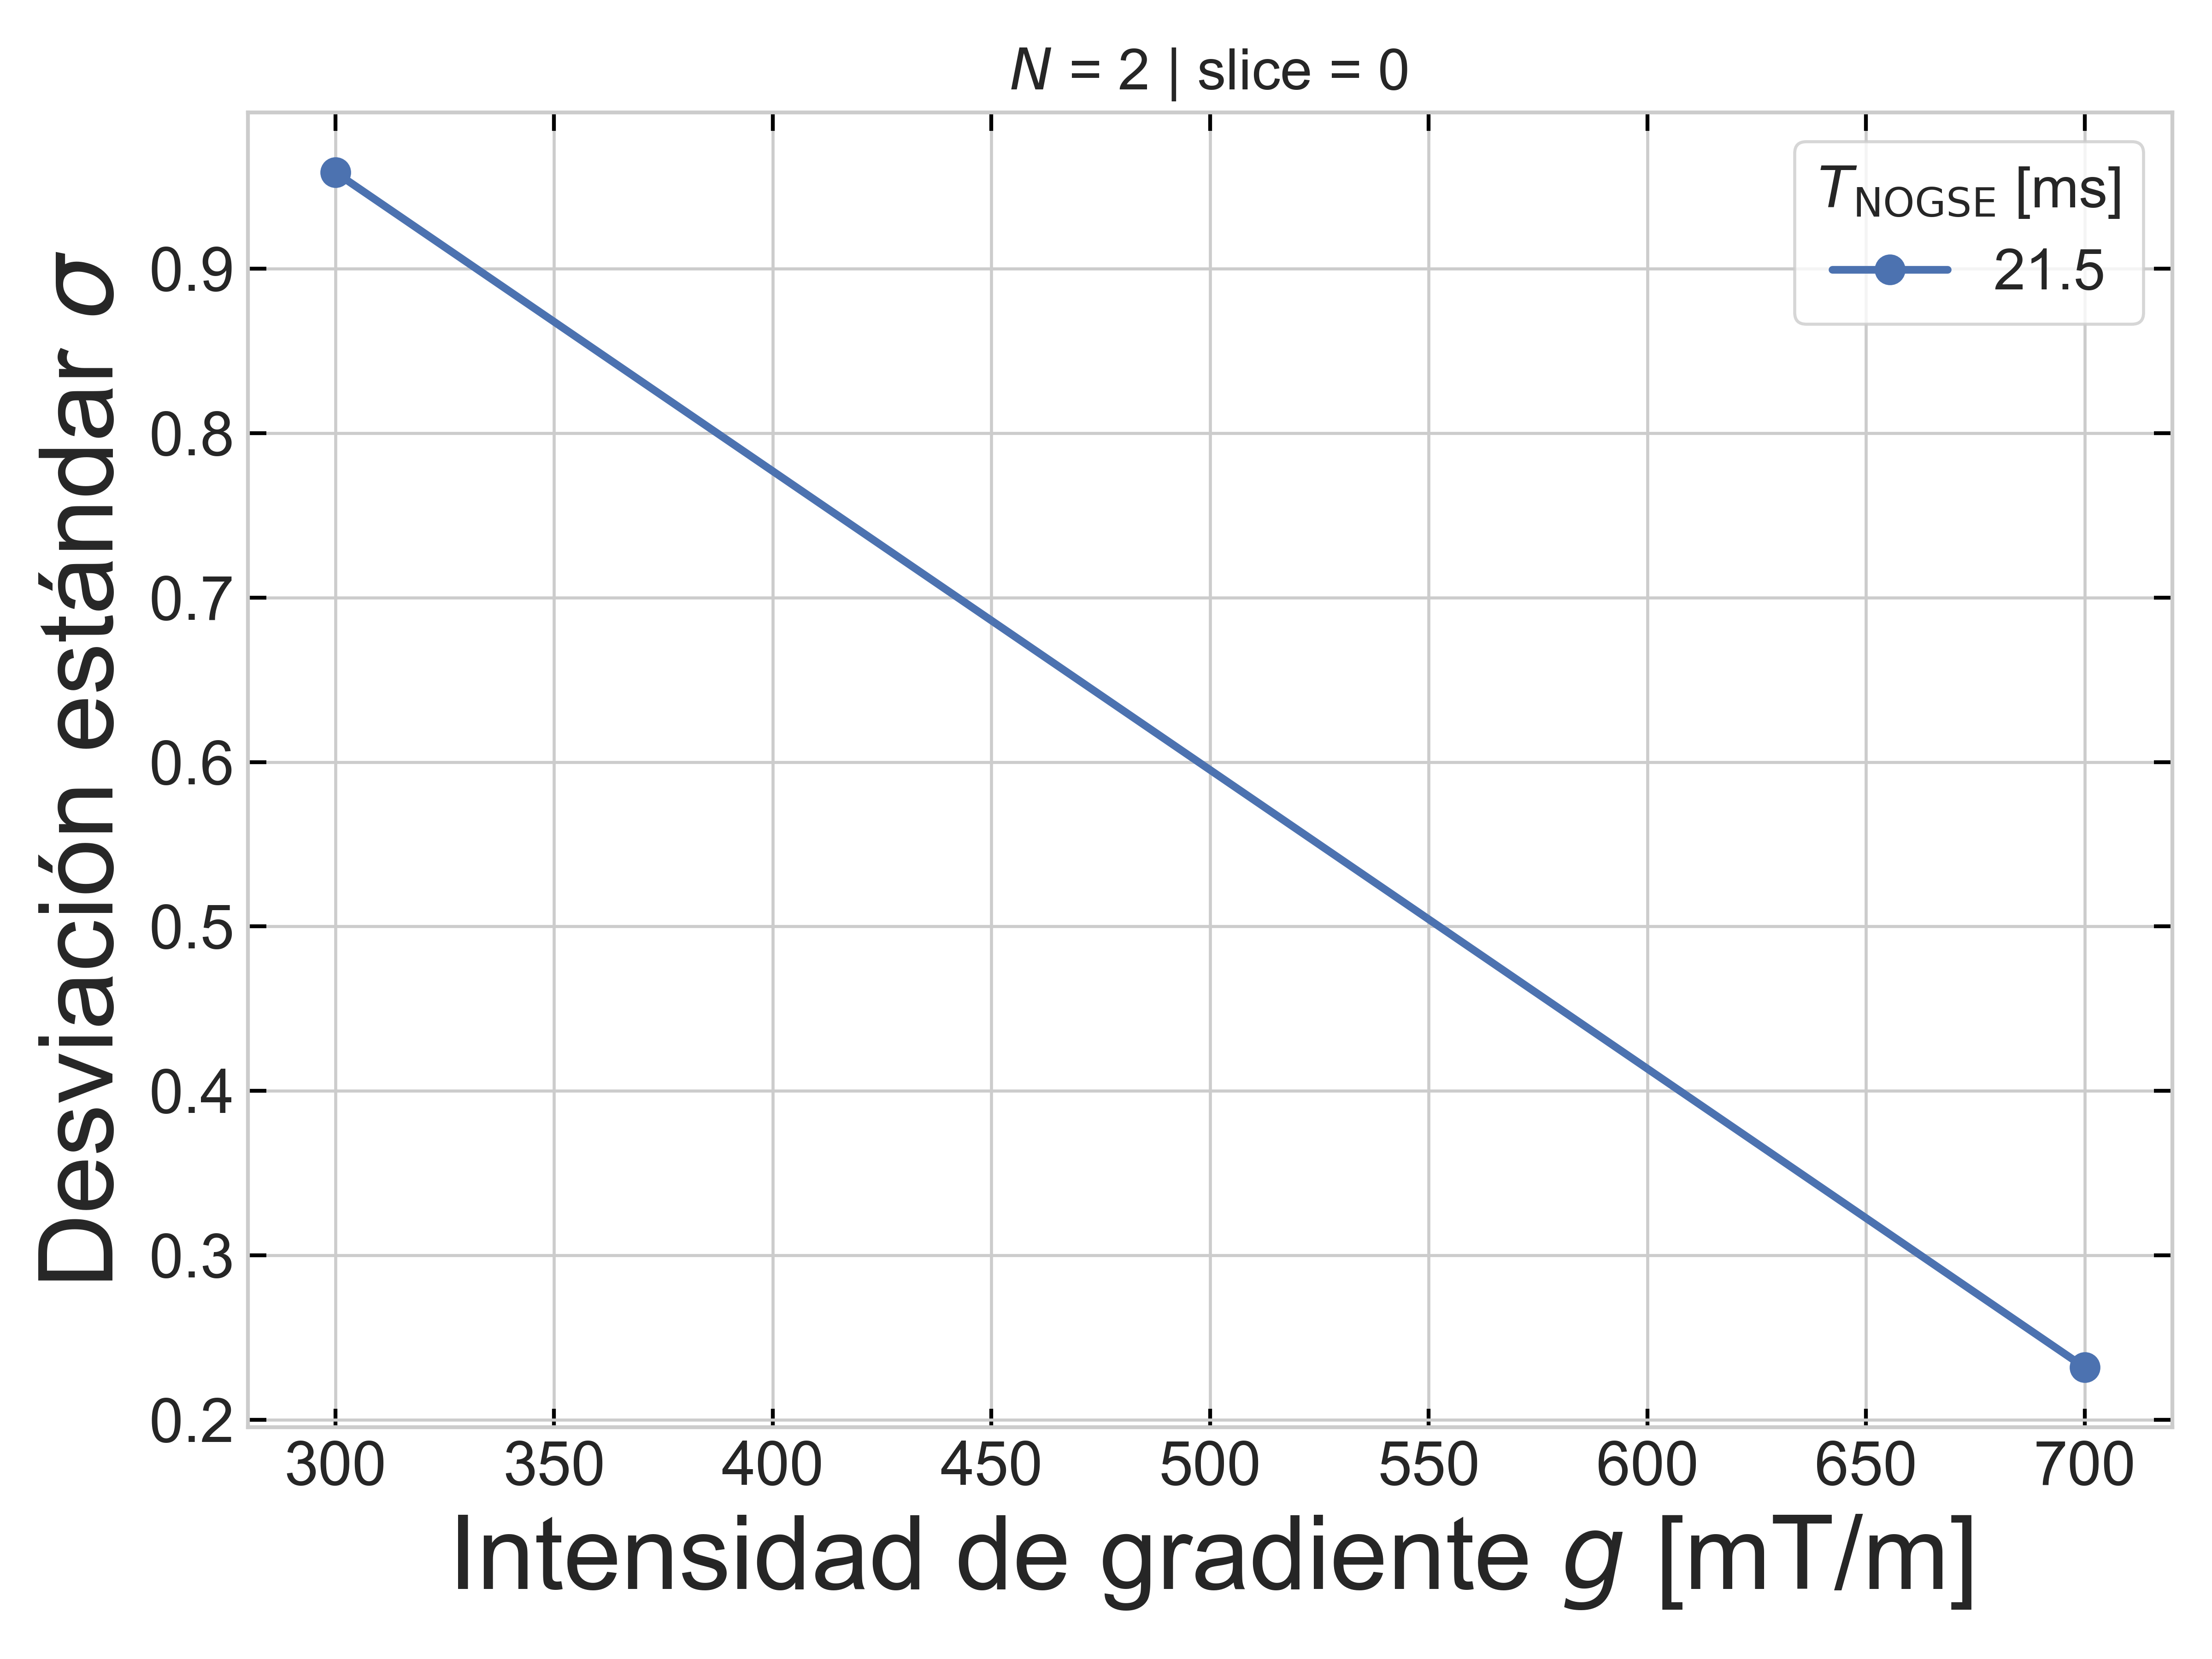 N = 2 | slice = 0
T_NOGSE [ms]
21.5
Desviación estándar σ
0.9
0.8
0.7
0.6
0.5
0.4
0.3
0.2
300 350 400 450 500 550 600 650 700
Intensidad de gradiente g [mT/m]